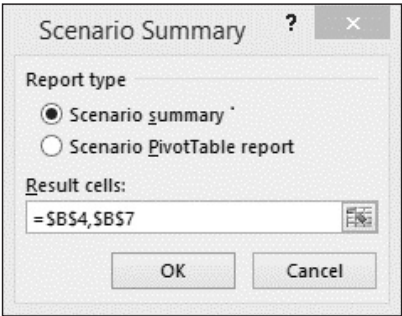 Scenario Summary ? ×
Report type
Scenario summary
Scenario PivotTable report
Result cells:
=$B$4,$B$7
OK Cancel